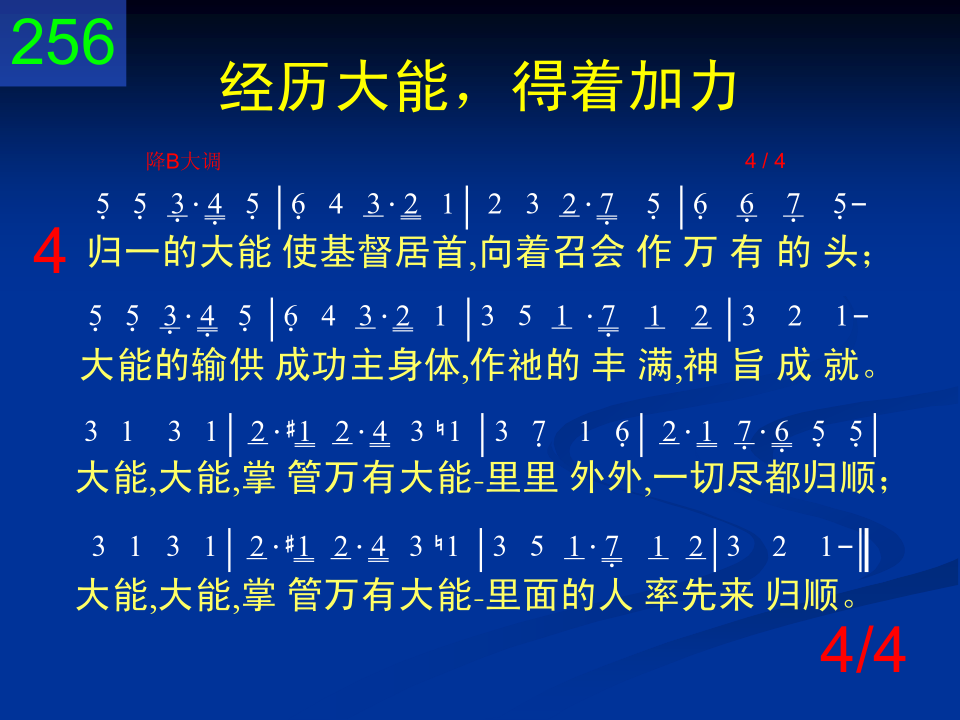 256
经历大能，得着加力
降B大调 4 / 4
5̣ 5̣ 3̣·4̣ 5̣ | 6̣ 4 3·2 1 | 2 3 2·7̣ 5̣ | 6̣ 6̣ 7̣ 5̣–
4 归一的大能 使基督居首,向着召会 作 万 有 的 头；
5̣ 5̣ 3̣·4̣ 5̣ | 6̣ 4 3·2 1 | 3 5 1·7̣ 1 2 | 3 2 1–
大能的输供 成功主身体,作祂的 丰 满,神 旨 成 就。
3 1 3 1 | 2·♯1 2·4 3 ♮1 | 3 7̣ 1 6̣ | 2·1 7̣·6̣ 5̣ 5̣ |
大能,大能,掌 管万有大能-里里 外外,一切尽都归顺；
3 1 3 1 | 2·♯1 2·4 3 ♮1 | 3 5 1·7̣ 1 2 | 3 2 1–‖
大能,大能,掌 管万有大能-里面的人 率先来 归顺。
4/4